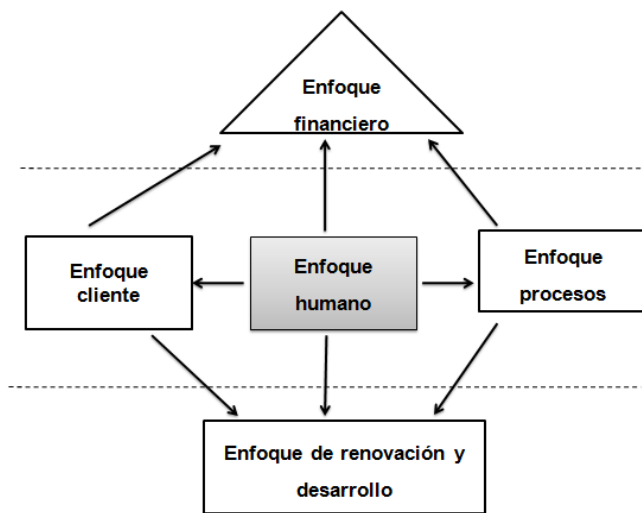 Enfoque
financiero
Enfoque
cliente
Enfoque
humano
Enfoque
procesos
Enfoque de renovación y
desarrollo